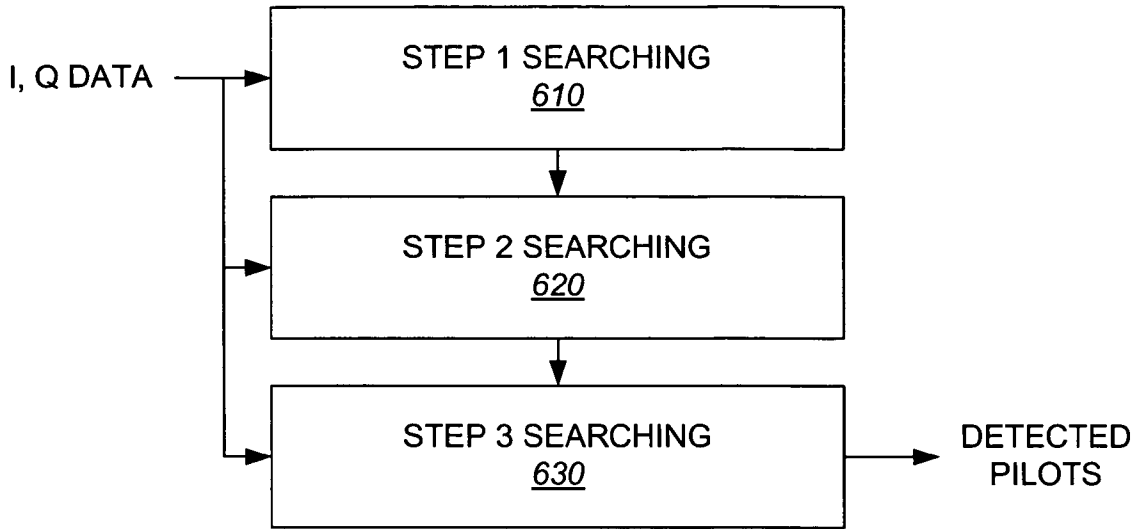 I, Q DATA
STEP 1 SEARCHING
610
STEP 2 SEARCHING
620
STEP 3 SEARCHING
630
DETECTED
PILOTS